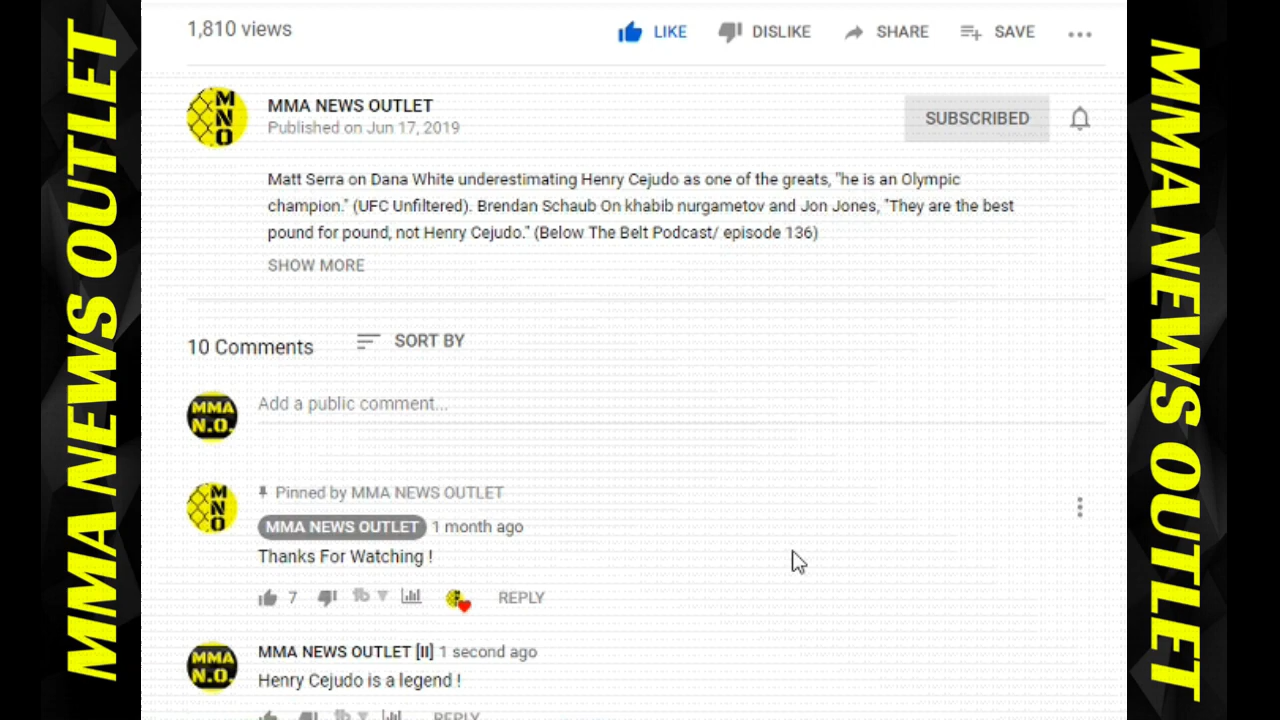 MMA NEWS OUTLET
1,810 views
LIKE
DISLIKE
SHARE
SAVE
MNO
MMA NEWS OUTLET
Published on Jun 17, 2019
SUBSCRIBED
Matt Serra on Dana White underestimating Henry Cejudo as one of the greats, "he is an Olympic
champion." (UFC Unfiltered). Brendan Schaub On khabib nurgametov and Jon Jones, "They are the best
pound for pound, not Henry Cejudo." (Below The Belt Podcast/ episode 136)
SHOW MORE
10 Comments
SORT BY
MMA
N.O.
Add a public comment...
MNO
Pinned by MMA NEWS OUTLET
MMA NEWS OUTLET 1 month ago
Thanks For Watching !
7
REPLY
MMA
N.O.
MMA NEWS OUTLET [II] 1 second ago
Henry Cejudo is a legend !
REPLY
MMA NEWS OUTLET